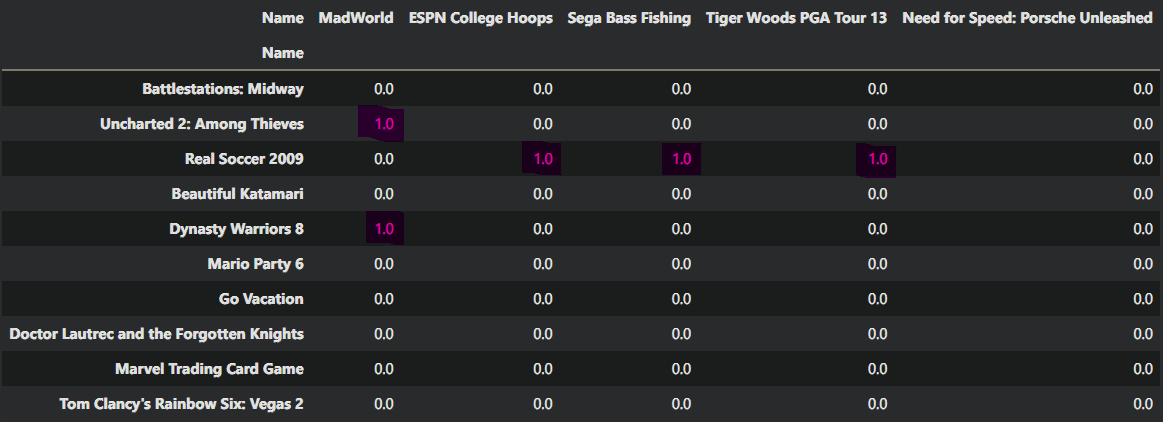 Name MadWorld ESPN College Hoops Sega Bass Fishing Tiger Woods PGA Tour 13 Need for Speed: Porsche Unleashed
Name
Battlestations: Midway 0.0 0.0 0.0 0.0 0.0
Uncharted 2: Among Thieves 1.0 0.0 0.0 0.0 0.0
Real Soccer 2009 0.0 1.0 1.0 1.0 0.0
Beautiful Katamari 0.0 0.0 0.0 0.0 0.0
Dynasty Warriors 8 1.0 0.0 0.0 0.0 0.0
Mario Party 6 0.0 0.0 0.0 0.0 0.0
Go Vacation 0.0 0.0 0.0 0.0 0.0
Doctor Lautrec and the Forgotten Knights 0.0 0.0 0.0 0.0 0.0
Marvel Trading Card Game 0.0 0.0 0.0 0.0 0.0
Tom Clancy's Rainbow Six: Vegas 2 0.0 0.0 0.0 0.0 0.0